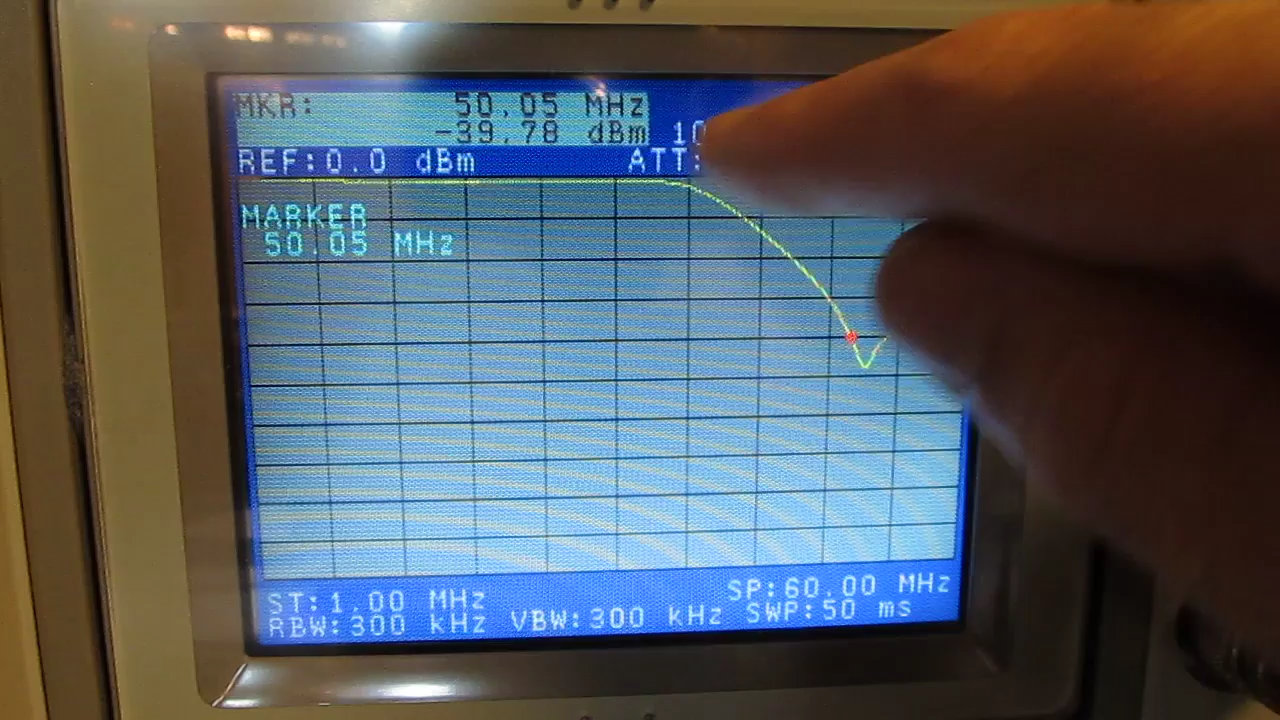 MKR: 50.05 MHz
-39.78 dBm 10
REF:0.0 dBm ATT:
MARKER
50.05 MHz
ST:1.00 MHz SP:60.00 MHz
RBW:300 kHz VBW:300 kHz SWP:50 ms